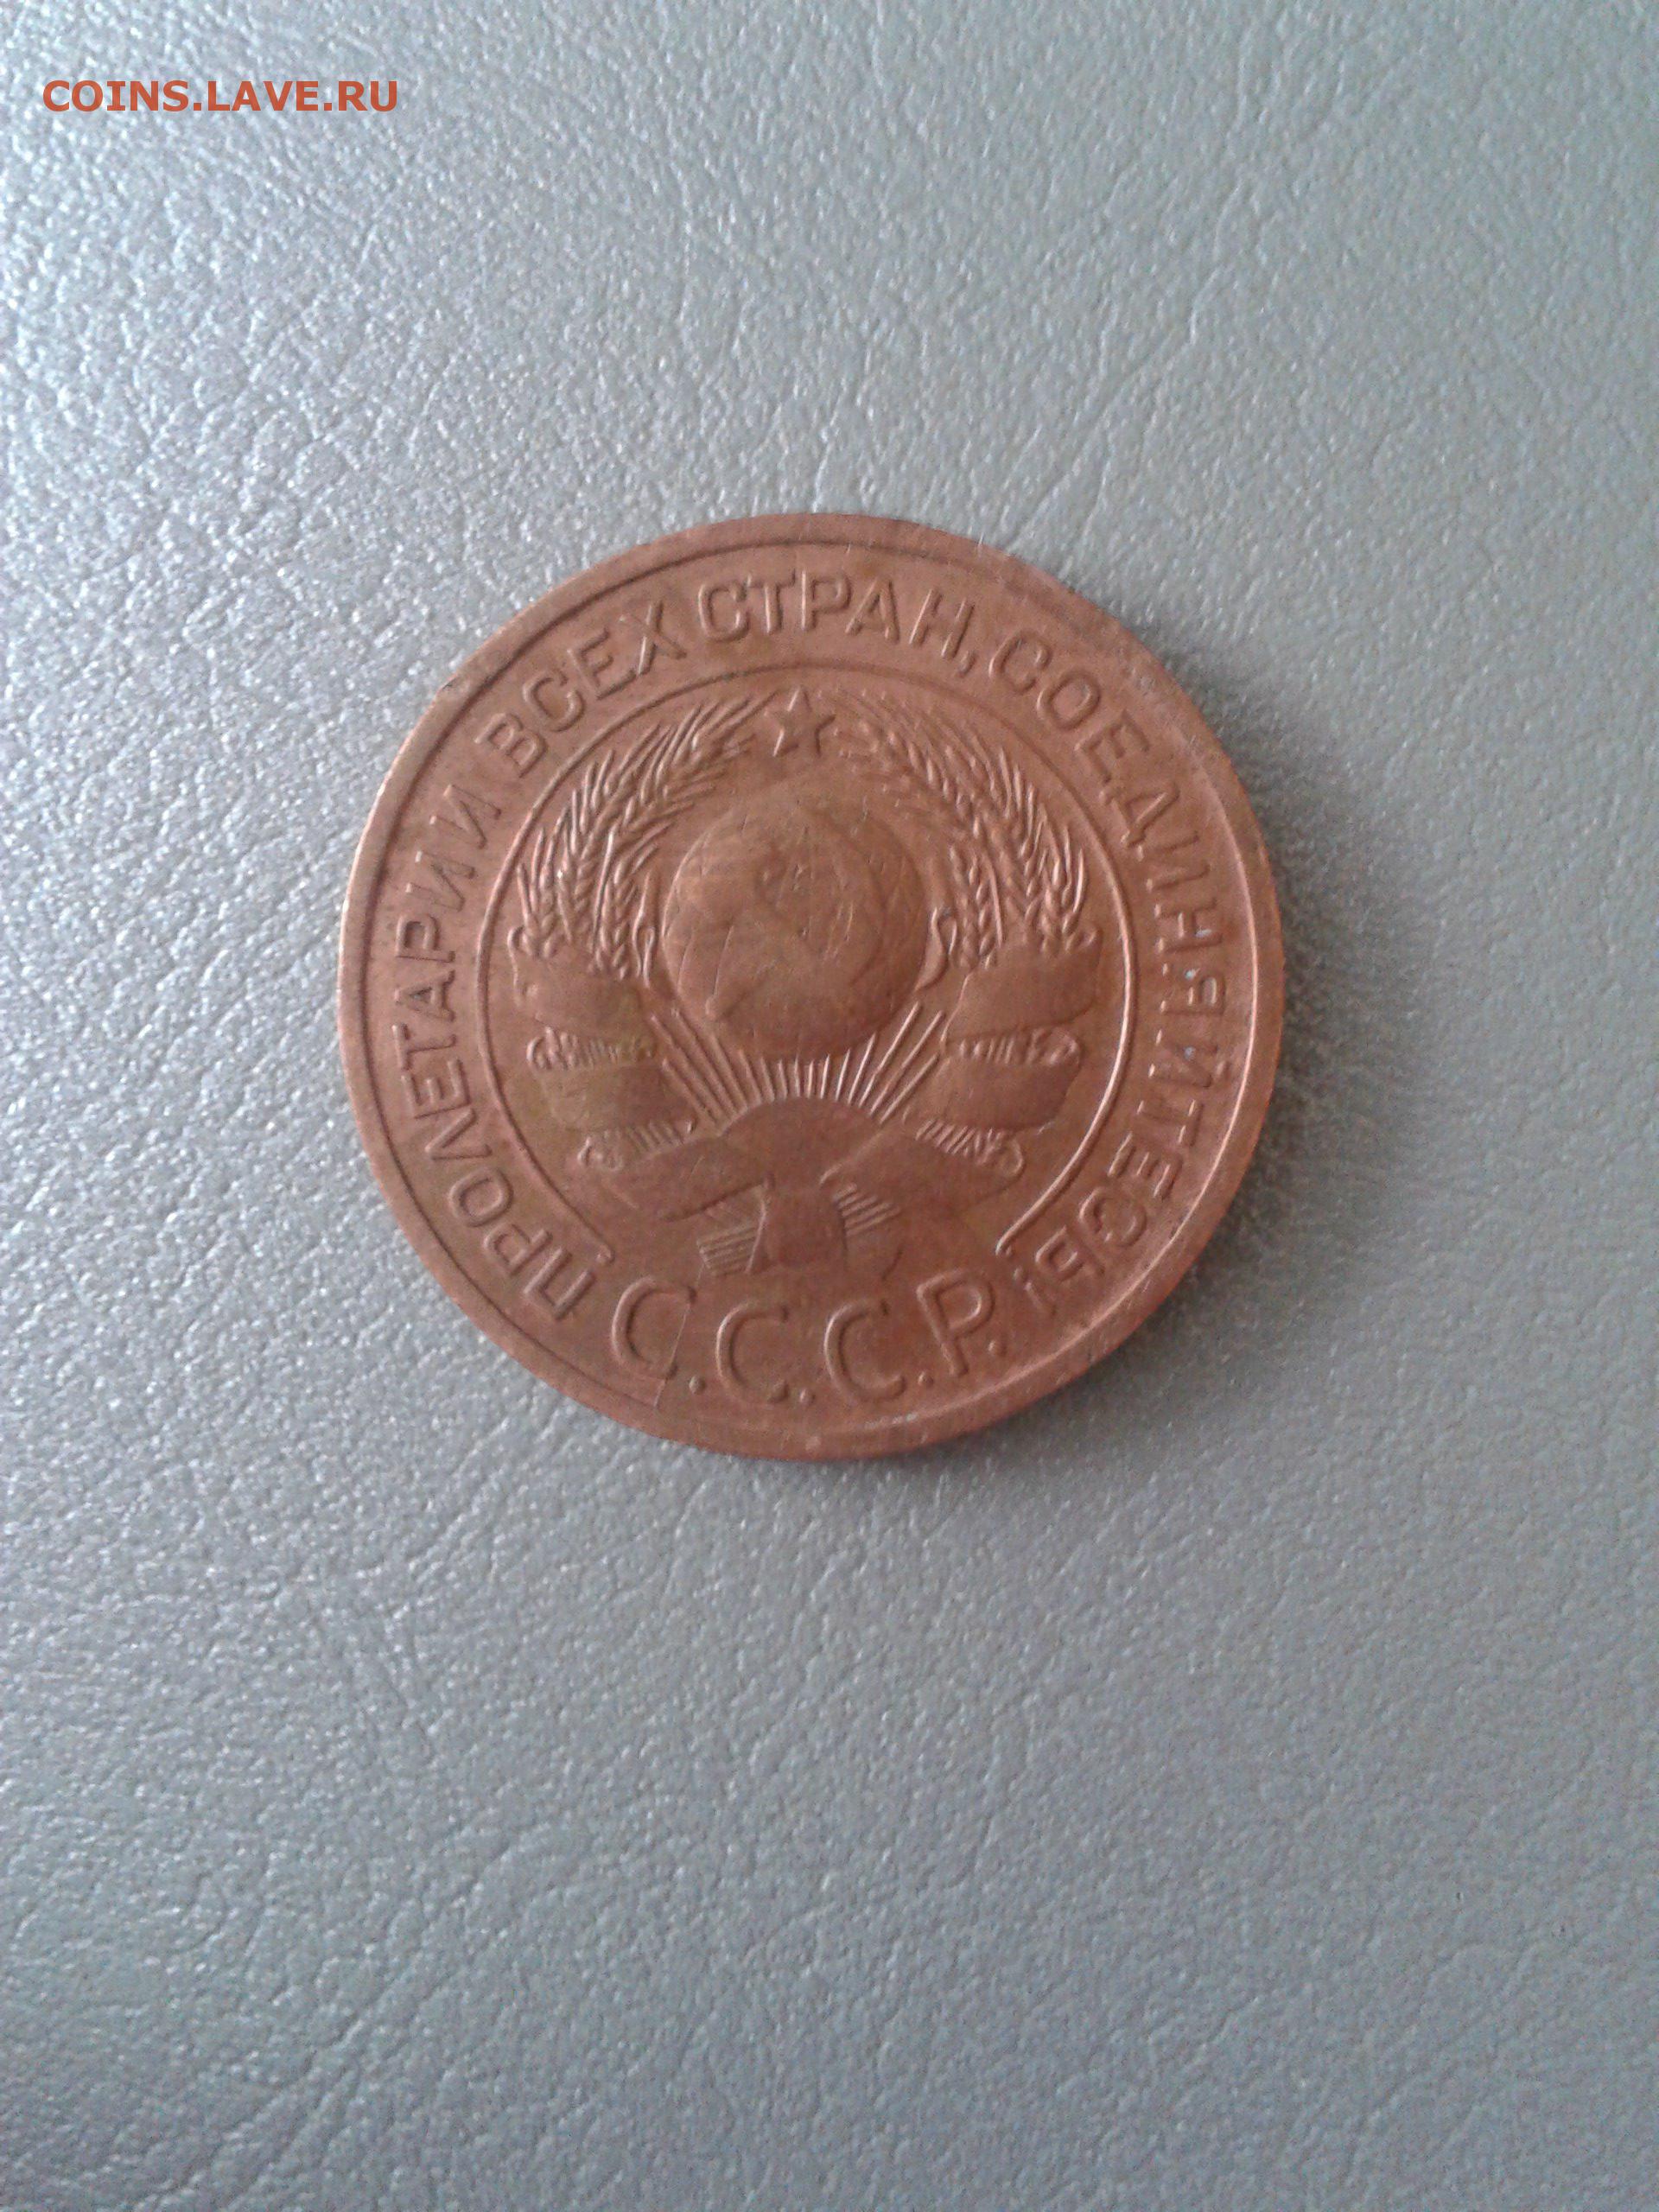 COINS.LAVE.RU
ПРОЛЕТАРИИ ВСЕХ СТРАН, СОЕДИНЯЙТЕСЬ!
С.С.С.Р.